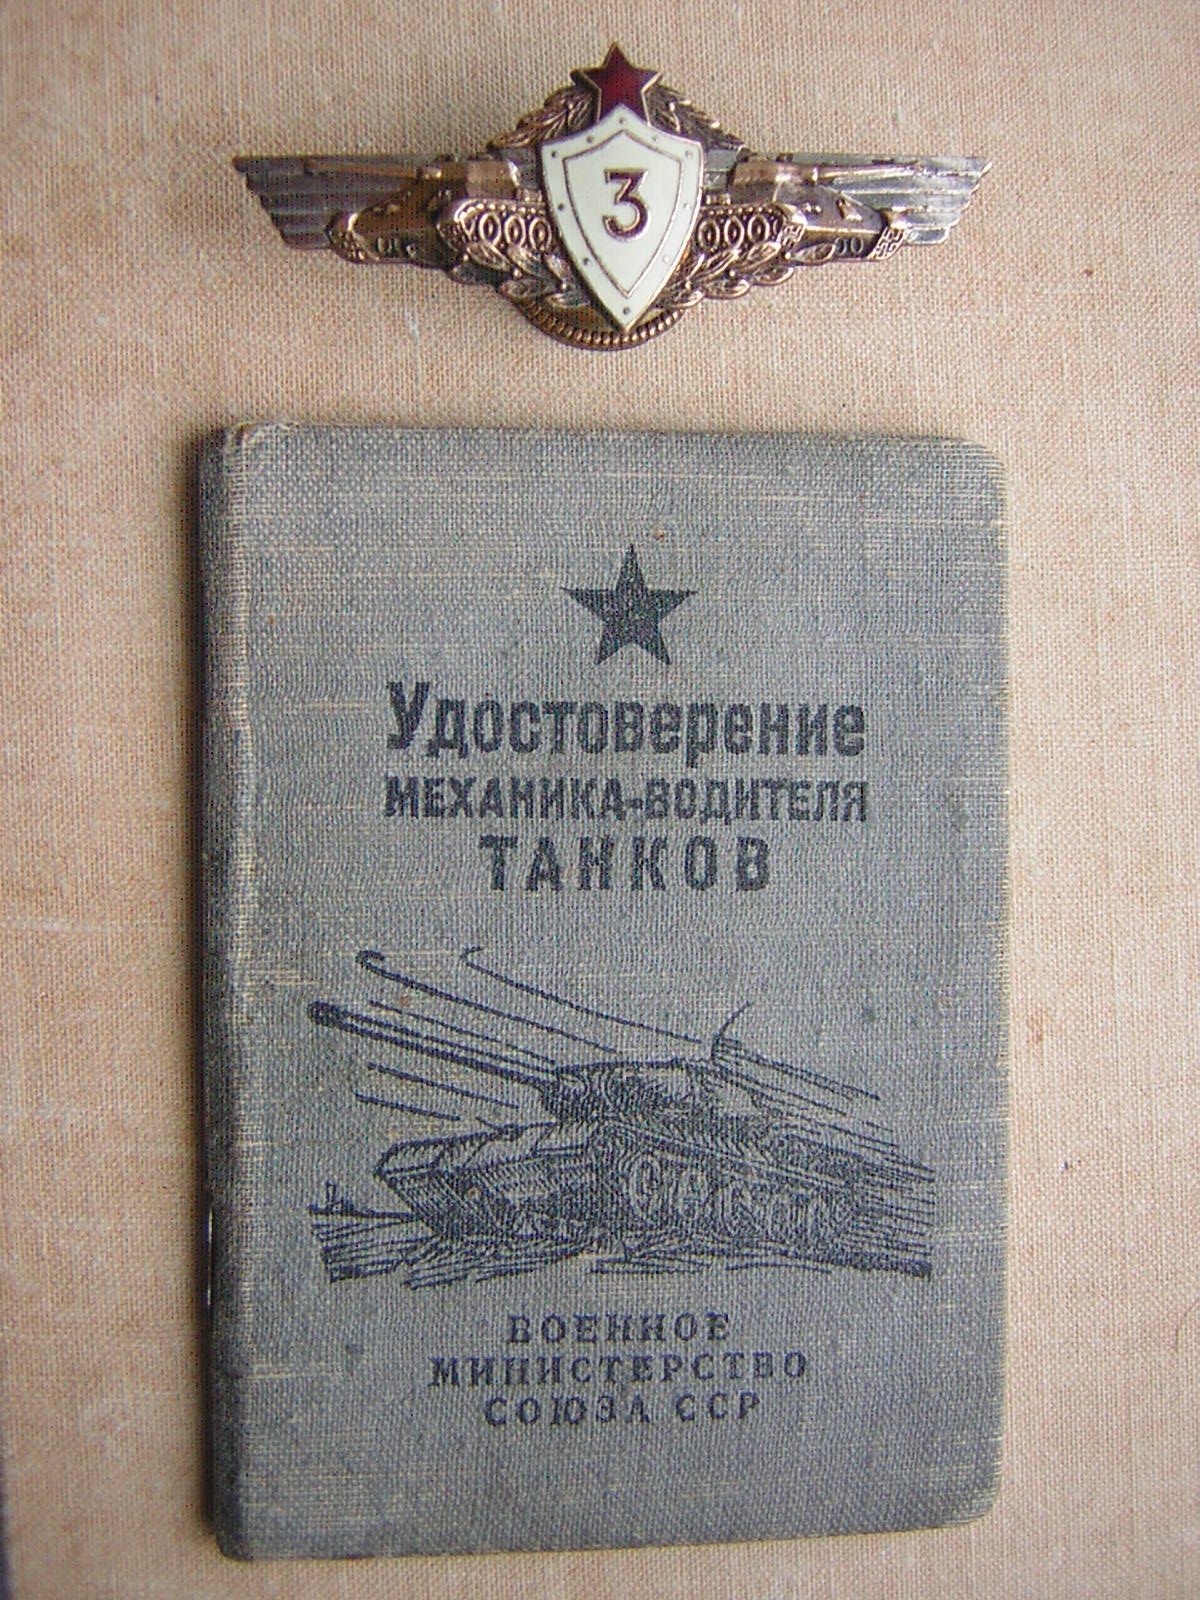 3
Удостоверение
МЕХАНИКА-ВОДИТЕЛЯ
ТАНКОВ
ВОЕННОЕ
МИНИСТЕРСТВО
СОЮЗА ССР